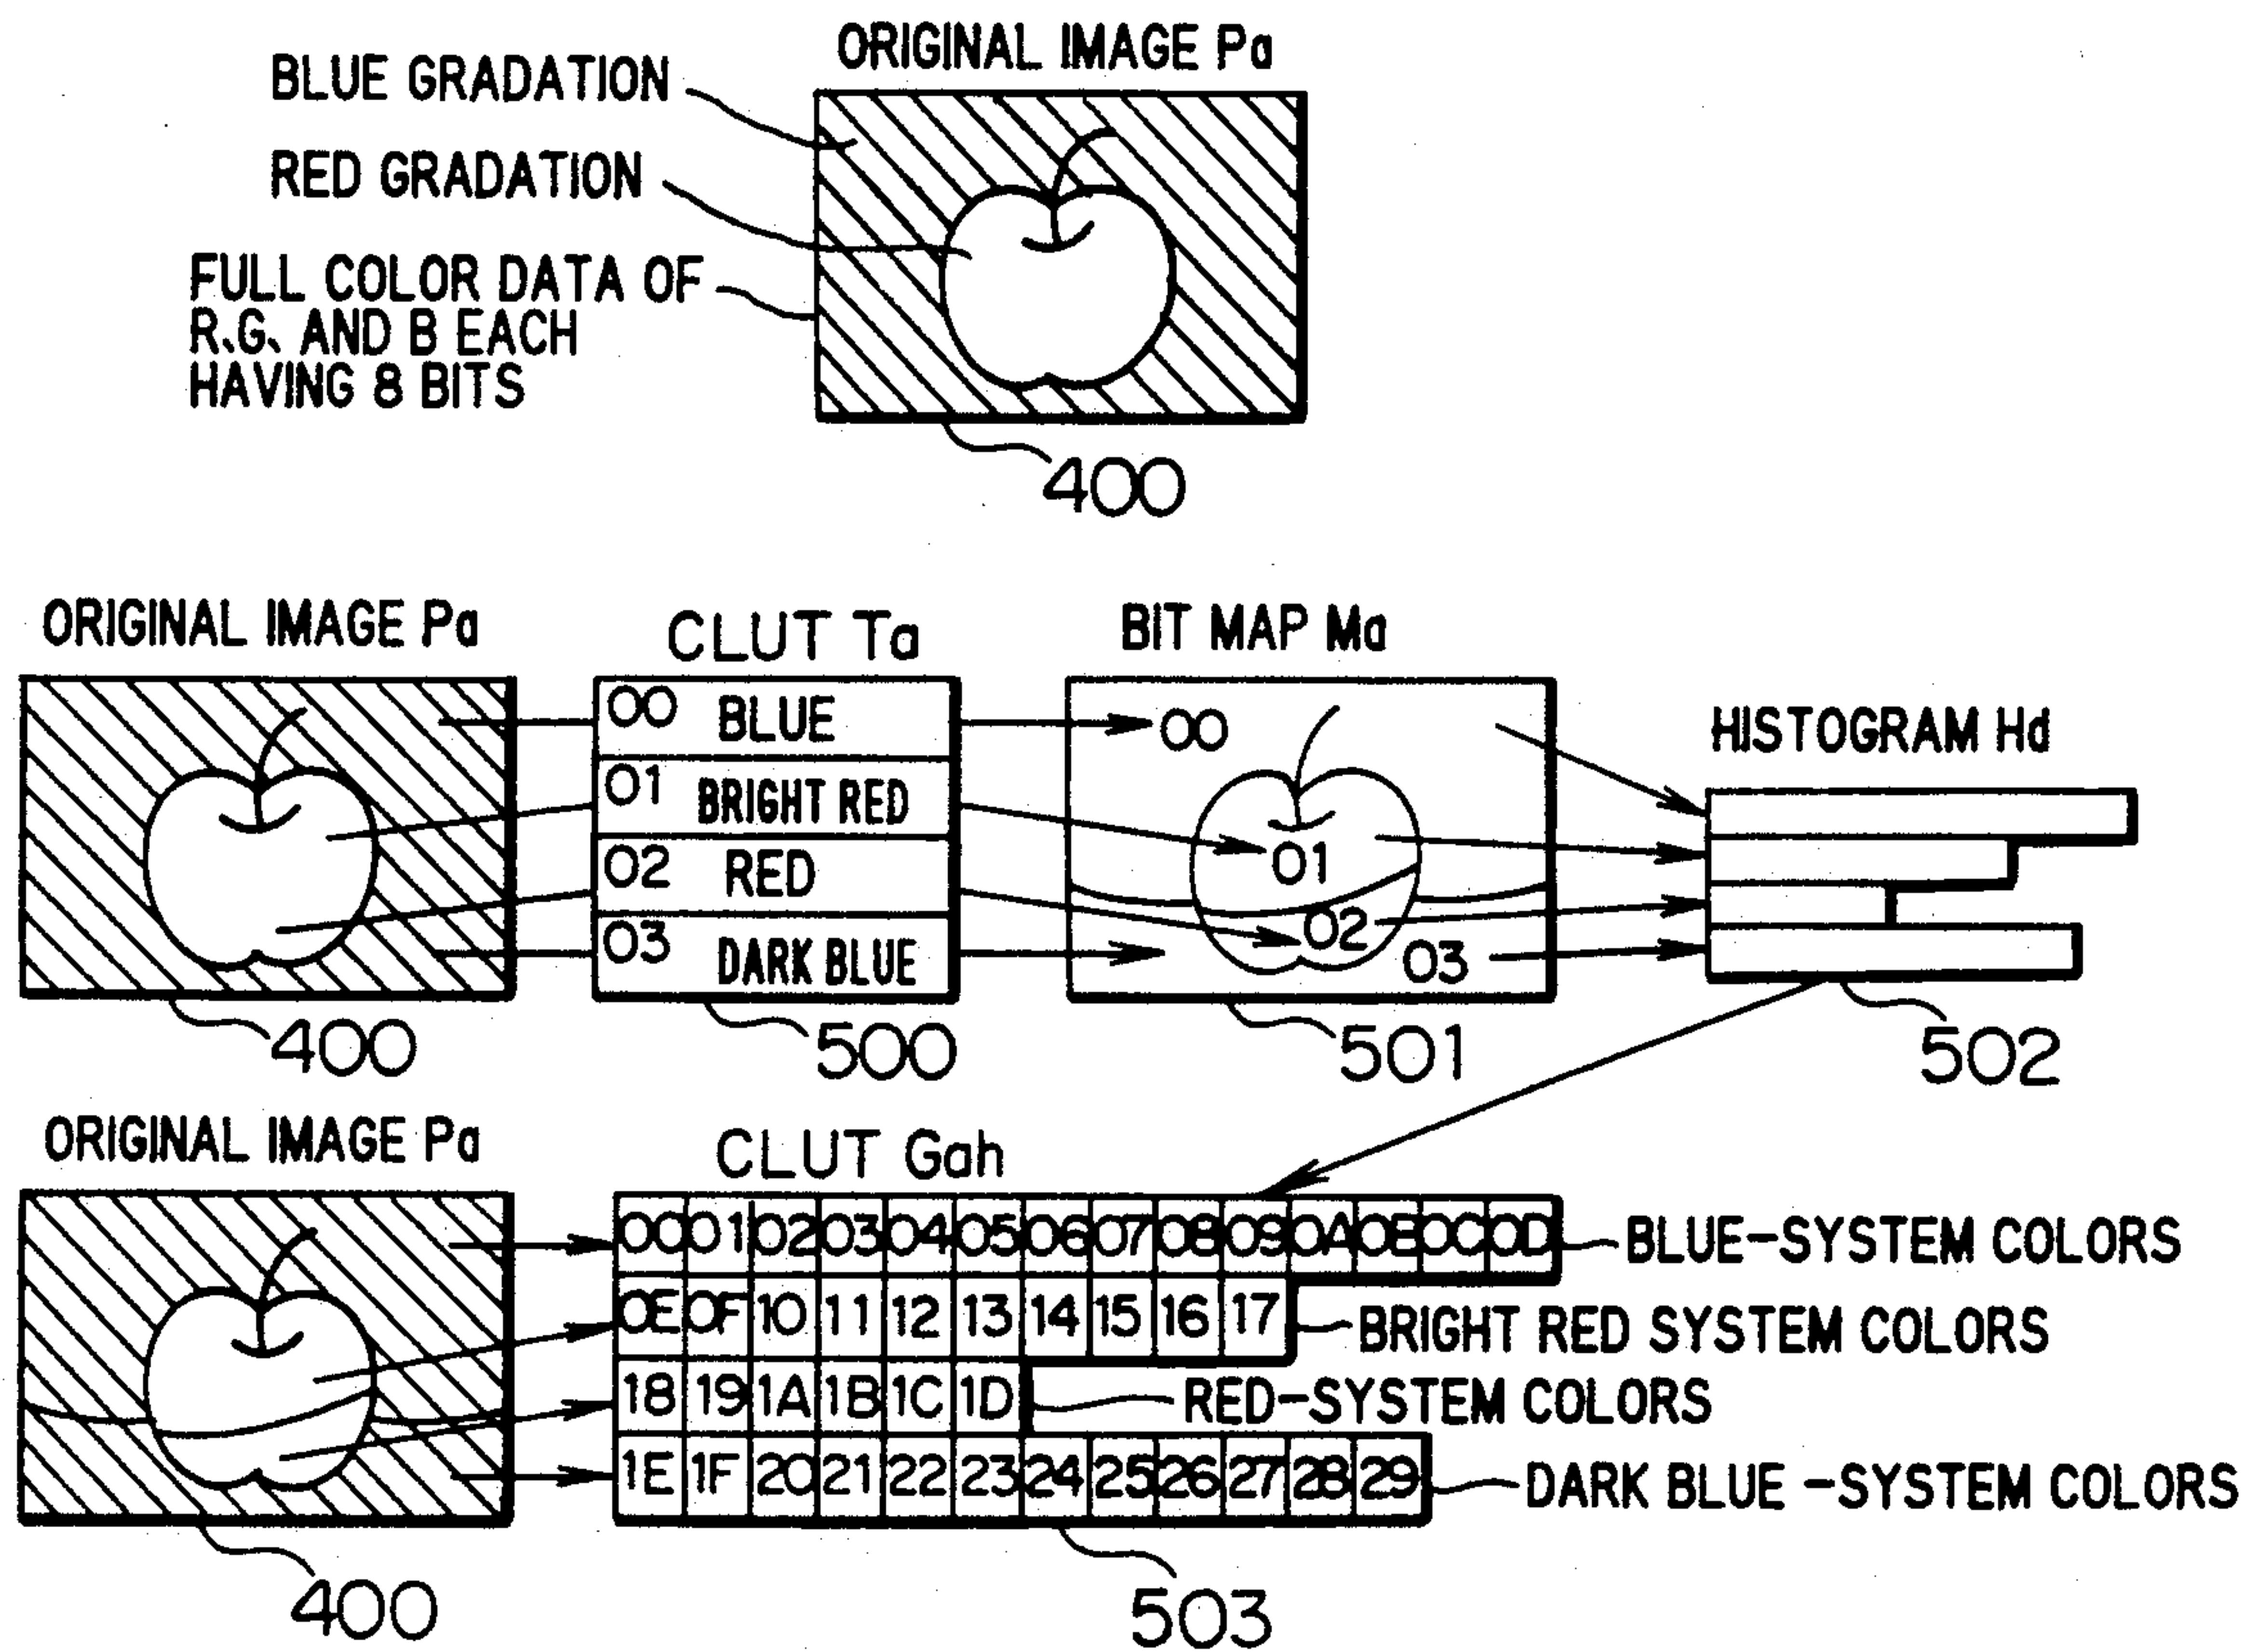 ORIGINAL IMAGE Pa
BLUE GRADATION
RED GRADATION
FULL COLOR DATA OF
R、G、AND B EACH
HAVING 8 BITS
400
ORIGINAL IMAGE Pa
CLUT Ta
BIT MAP Ma
HISTOGRAM Hd
00 BLUE
01 BRIGHT RED
02 RED
03 DARK BLUE
00
01
02
03
400
500
501
502
ORIGINAL IMAGE Pa
CLUT Gah
00 01 02 03 04 05 06 07 08 09 0A 0B 0C 0D
BLUE-SYSTEM COLORS
0E 0F 10 11 12 13 14 15 16 17
BRIGHT RED SYSTEM COLORS
18 19 1A 1B 1C 1D
RED-SYSTEM COLORS
1E 1F 20 21 22 23 24 25 26 27 28 29
DARK BLUE -SYSTEM COLORS
400
503